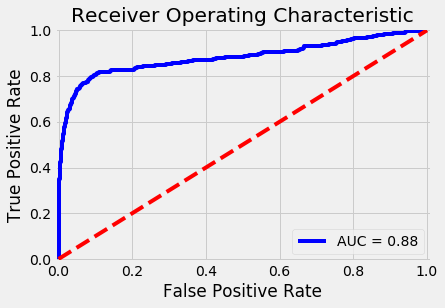 Receiver Operating Characteristic
1.0
0.8
0.6
0.4
0.2
0.0
True Positive Rate
AUC = 0.88
0.0 0.2 0.4 0.6 0.8 1.0
False Positive Rate